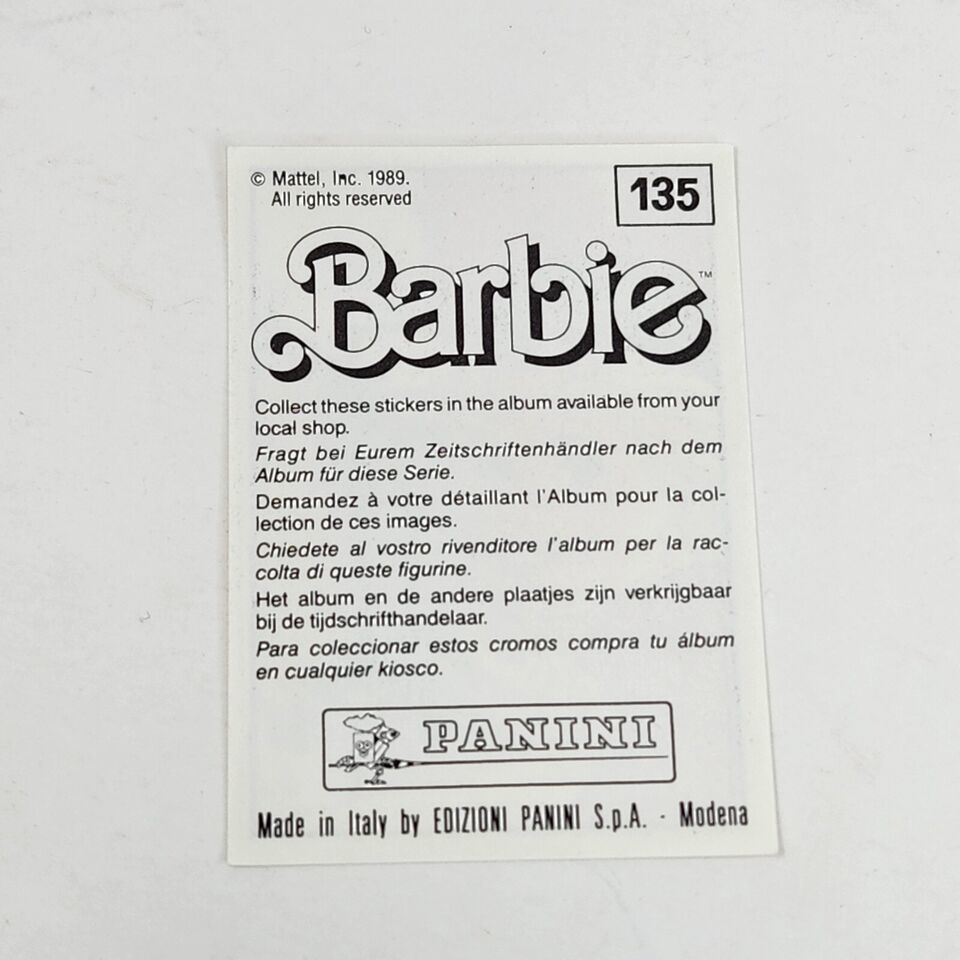 © Mattel, Inc. 1989.
All rights reserved
135
Barbie™
Collect these stickers in the album available from your
local shop.
Fragt bei Eurem Zeitschriftenhändler nach dem
Album für diese Serie.
Demandez à votre détaillant l'Album pour la col-
lection de ces images.
Chiedete al vostro rivenditore l'album per la rac-
colta di queste figurine.
Het album en de andere plaatjes zijn verkrijgbaar
bij de tijdschrifthandelaar.
Para coleccionar estos cromos compra tu álbum
en cualquier kiosco.
PANINI
Made in Italy by EDIZIONI PANINI S.p.A. - Modena